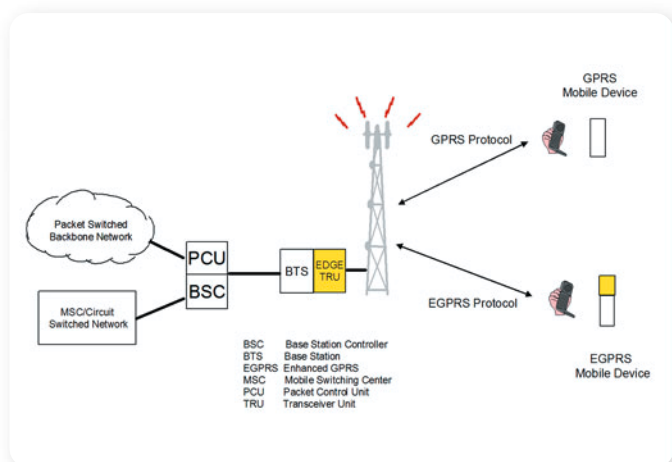 GPRS
Mobile Device
GPRS Protocol
Packet Switched
Backbone Network
PCU
BSC
BTS
EDGE
TRU
MSC/Circuit
Switched Network
EGPRS Protocol
EGPRS
Mobile Device
BSC Base Station Controller
BTS Base Station
EGPRS Enhanced GPRS
MSC Mobile Switching Center
PCU Packet Control Unit
TRU Transceiver Unit